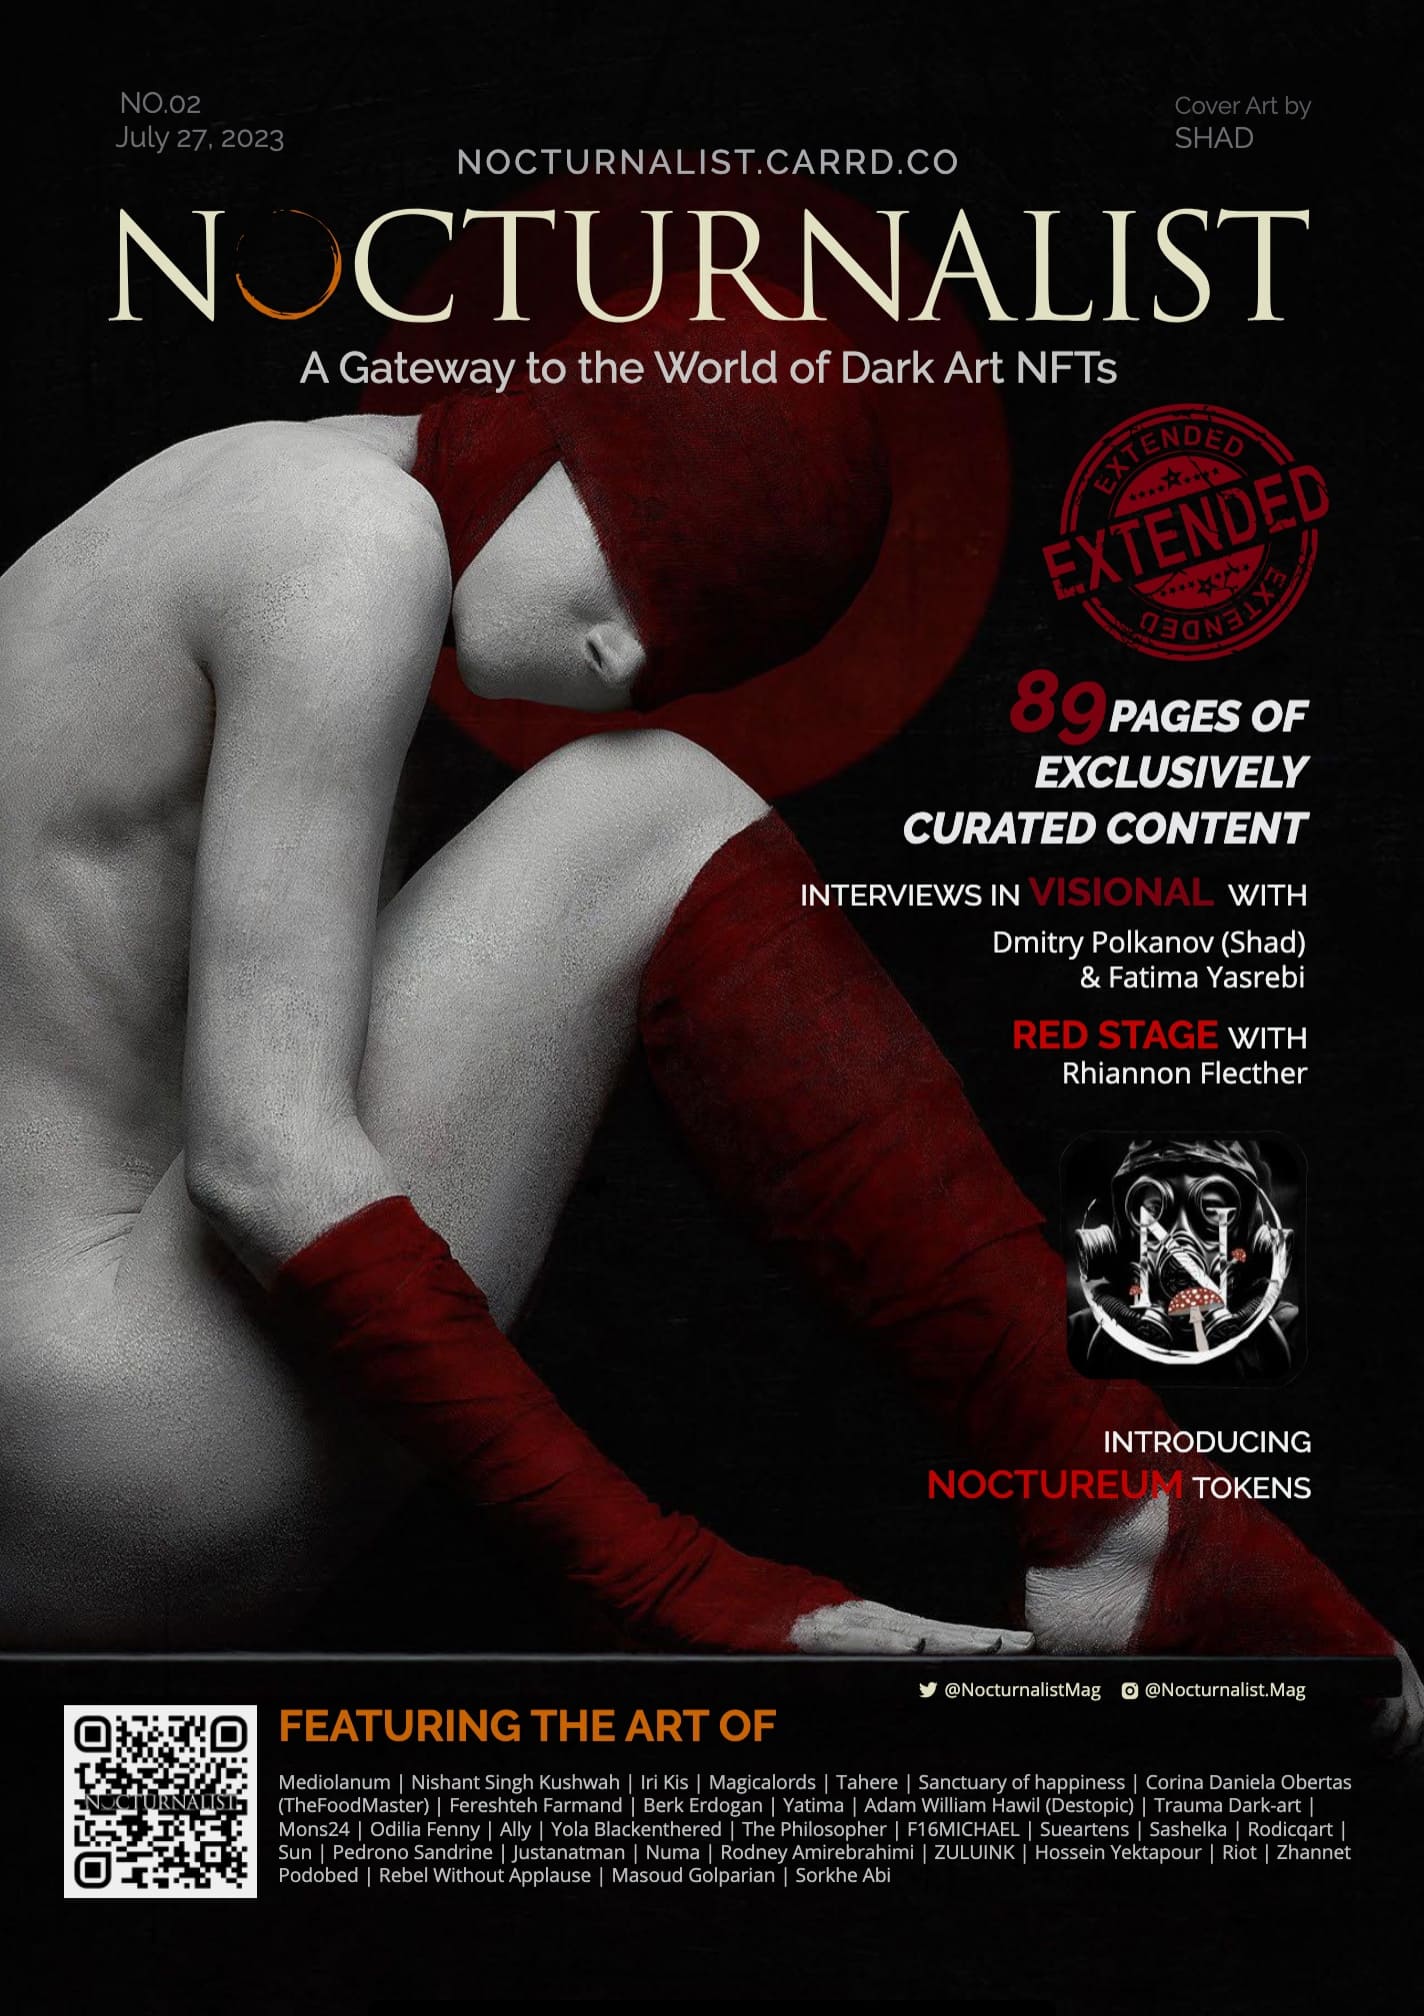 NO.02
July 27, 2023
Cover Art by
SHAD
NOCTURNALIST.CARRD.CO
NOCTURNALIST
A Gateway to the World of Dark Art NFTs
EXTENDED
EXTENDED
EXTENDED
EXTENDED
89 PAGES OF
EXCLUSIVELY
CURATED CONTENT
INTERVIEWS IN VISIONAL WITH
Dmitry Polkanov (Shad)
& Fatima Yasrebi
RED STAGE WITH
Rhiannon Flecther
N
INTRODUCING
NOCTUREUM TOKENS
@NocturnalistMag @Nocturnalist.Mag
FEATURING THE ART OF
Mediolanum | Nishant Singh Kushwah | Iri Kis | Magicalords | Tahere | Sanctuary of happiness | Corina Daniela Obertas
(TheFoodMaster) | Fereshteh Farmand | Berk Erdogan | Yatima | Adam William Hawil (Destopic) | Trauma Dark-art |
Mons24 | Odilia Fenny | Ally | Yola Blackenthered | The Philosopher | F16MICHAEL | Sueartens | Sashelka | Rodicqart |
Sun | Pedrono Sandrine | Justanatman | Numa | Rodney Amirebrahimi | ZULUINK | Hossein Yektapour | Riot | Zhannet
Podobed | Rebel Without Applause | Masoud Golparian | Sorkhe Abi
NOCTURNALIST